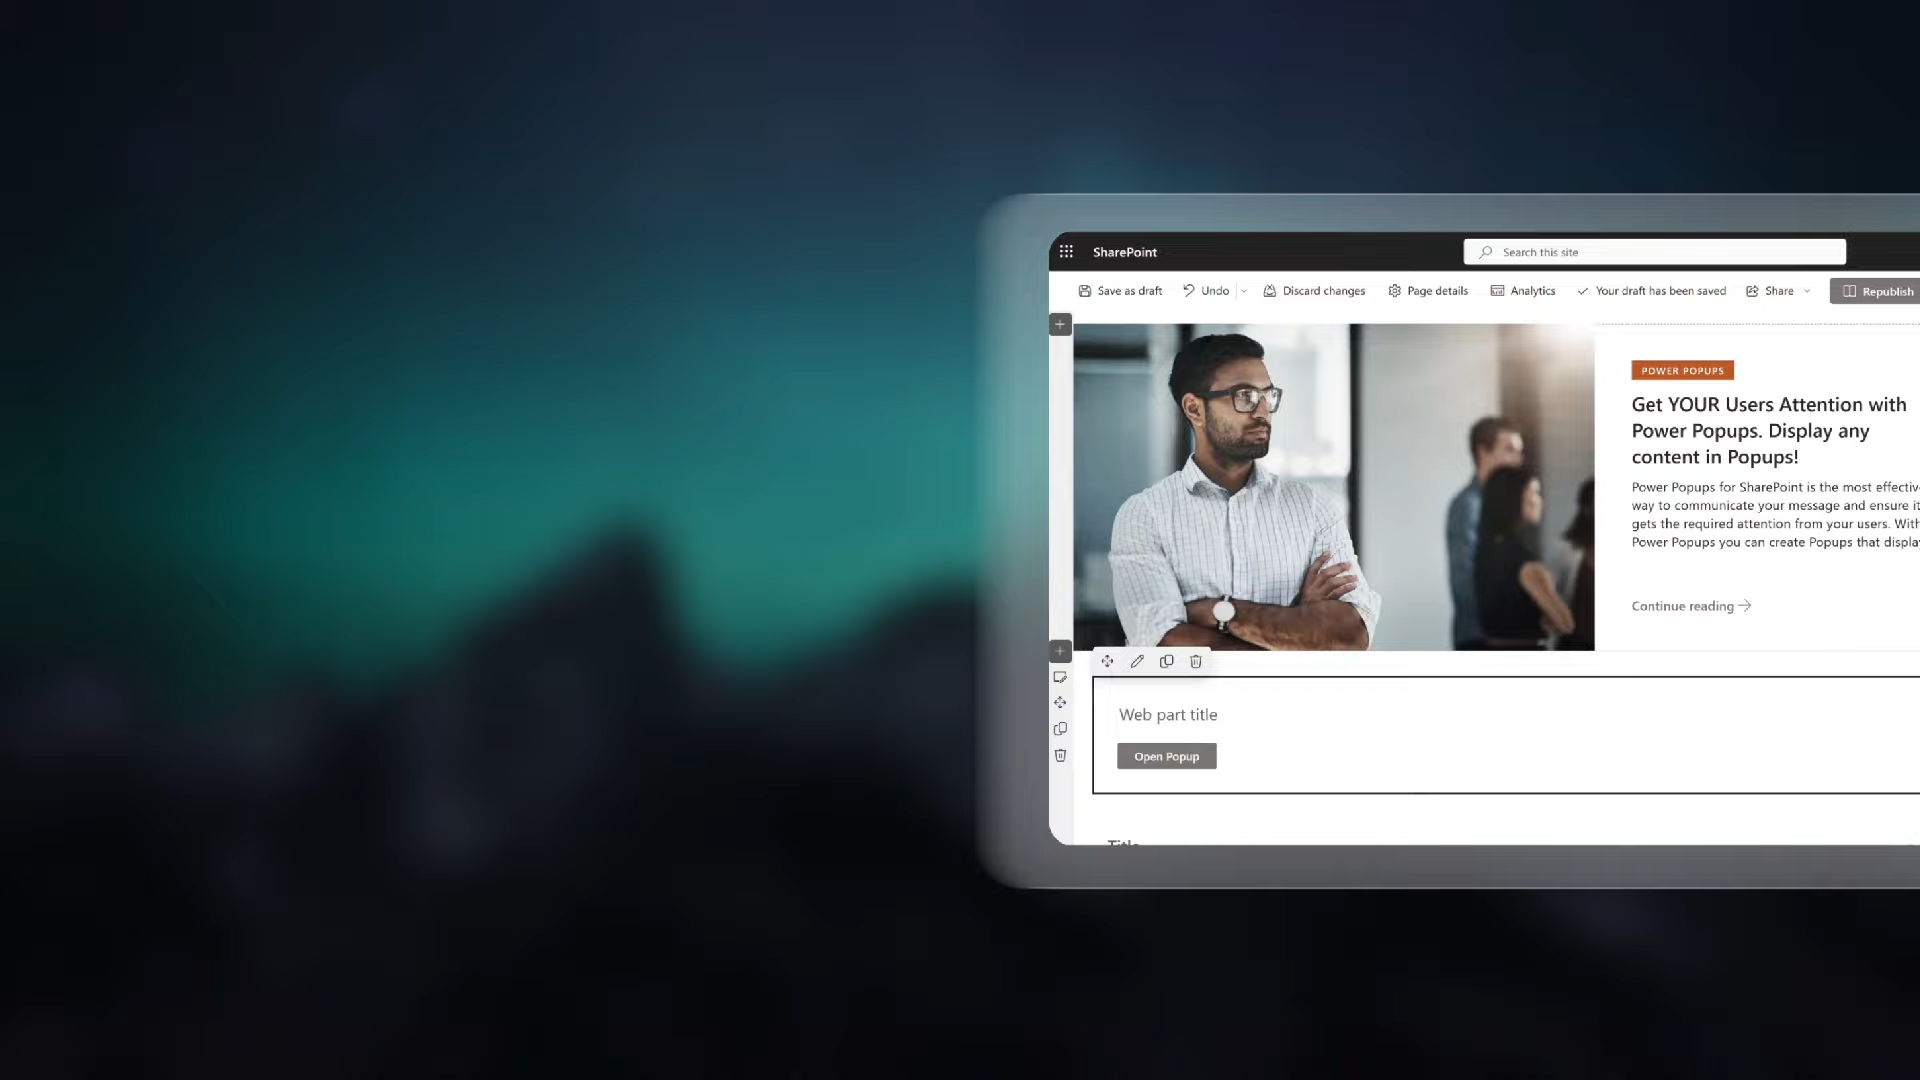 SharePoint
Search this site
Save as draft
Undo
Discard changes
Page details
Analytics
Your draft has been saved
Share
Republish
POWER POPUPS
Get YOUR Users Attention with
Power Popups. Display any
content in Popups!
Power Popups for SharePoint is the most effectiv
way to communicate your message and ensure it
gets the required attention from your users. With
Power Popups you can create Popups that displa
Continue reading
Web part title
Open Popup
Title